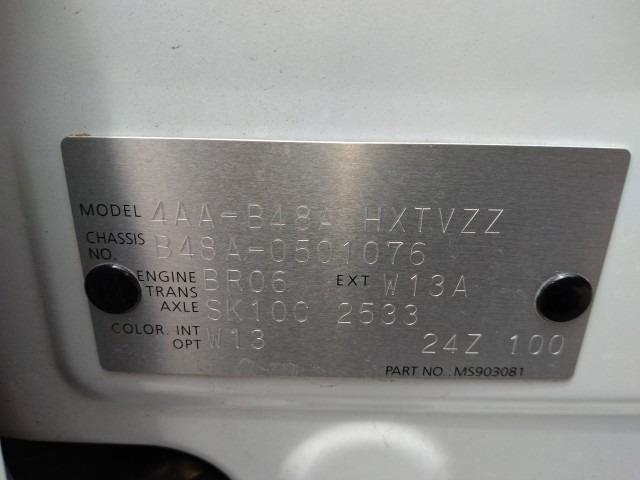 MODEL 4AA-B48A HXTVZZ
CHASSIS NO. B48A-0501076
ENGINE BR06 EXT W13A
TRANS AXLE SK100 2533
COLOR. INT OPT W13 24Z 100
PART NO.. MS903081